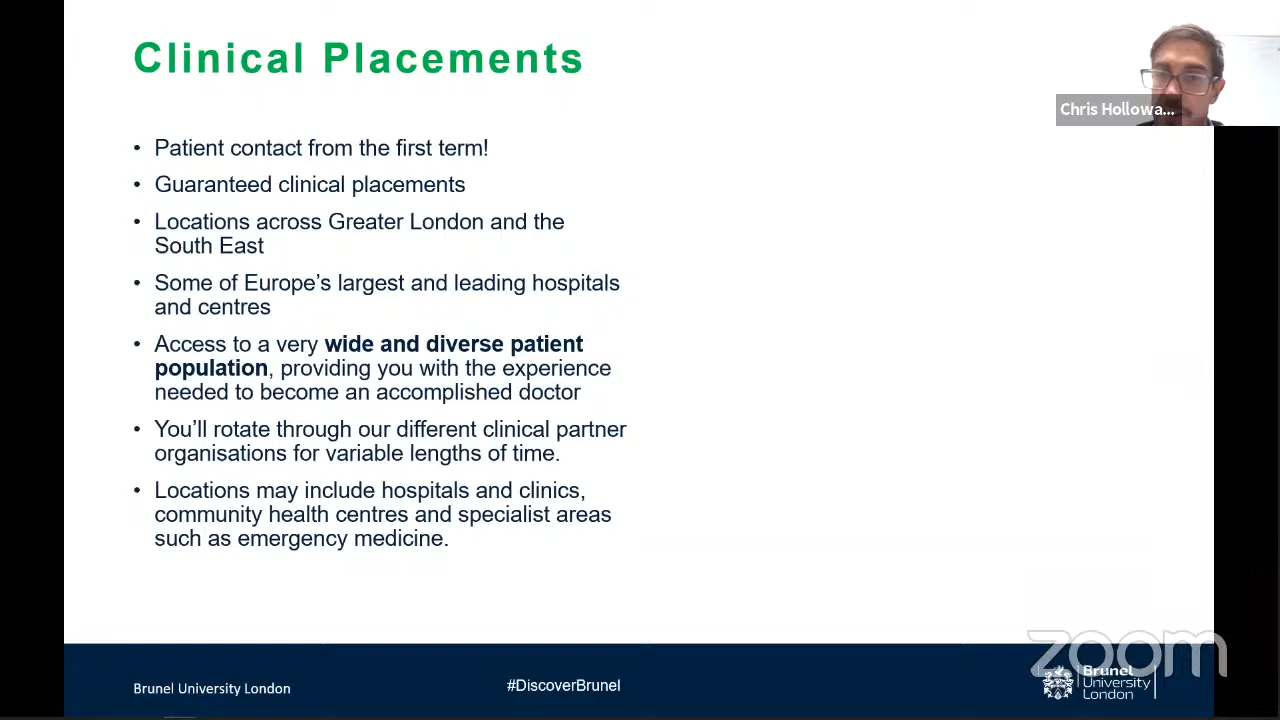 Clinical Placements
Chris Hollowa...
• Patient contact from the first term!
• Guaranteed clinical placements
• Locations across Greater London and the
South East
• Some of Europe’s largest and leading hospitals
and centres
• Access to a very wide and diverse patient
population, providing you with the experience
needed to become an accomplished doctor
• You’ll rotate through our different clinical partner
organisations for variable lengths of time.
• Locations may include hospitals and clinics,
community health centres and specialist areas
such as emergency medicine.
zoom
Brunel University London
#DiscoverBrunel
Brunel
University
London